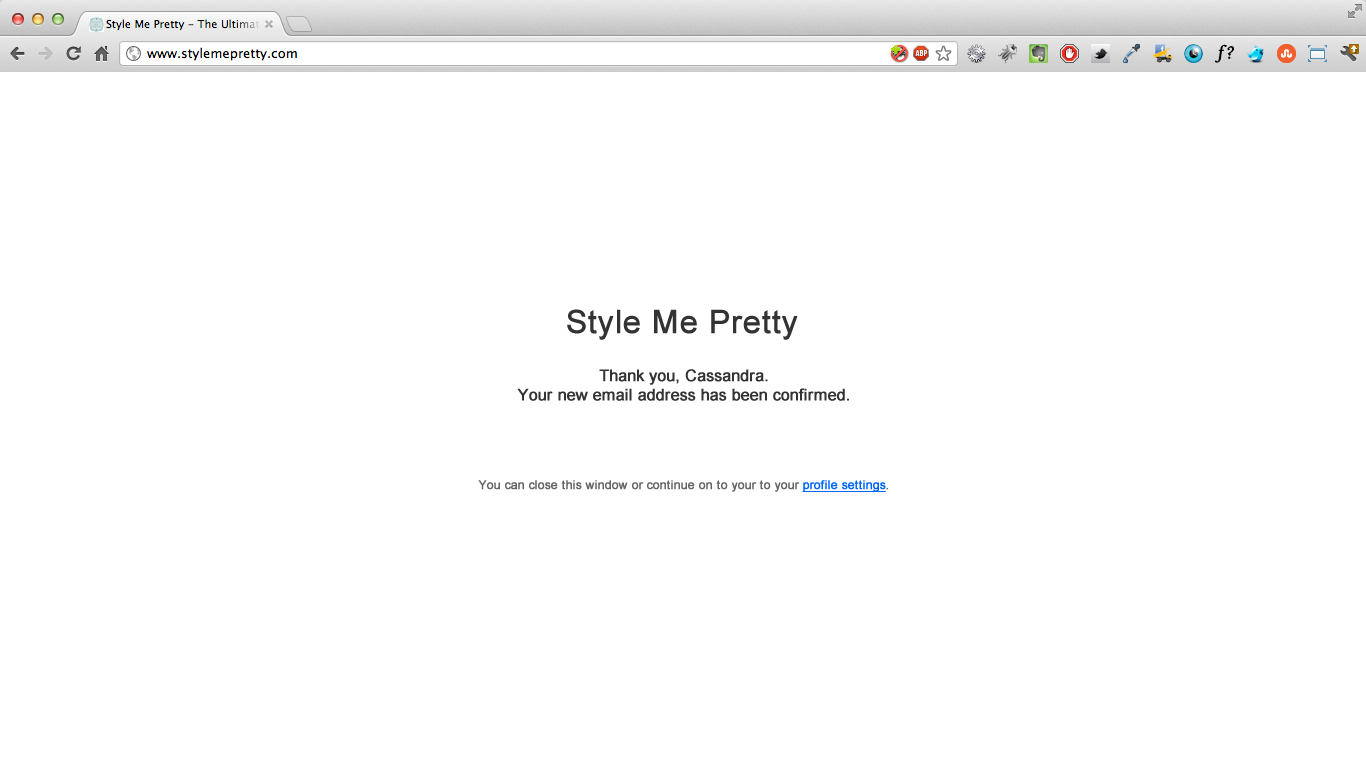 Style Me Pretty – The Ultimat
www.stylemepretty.com
ABP
f?
Style Me Pretty
Thank you, Cassandra.
Your new email address has been confirmed.
You can close this window or continue on to your to your profile settings.